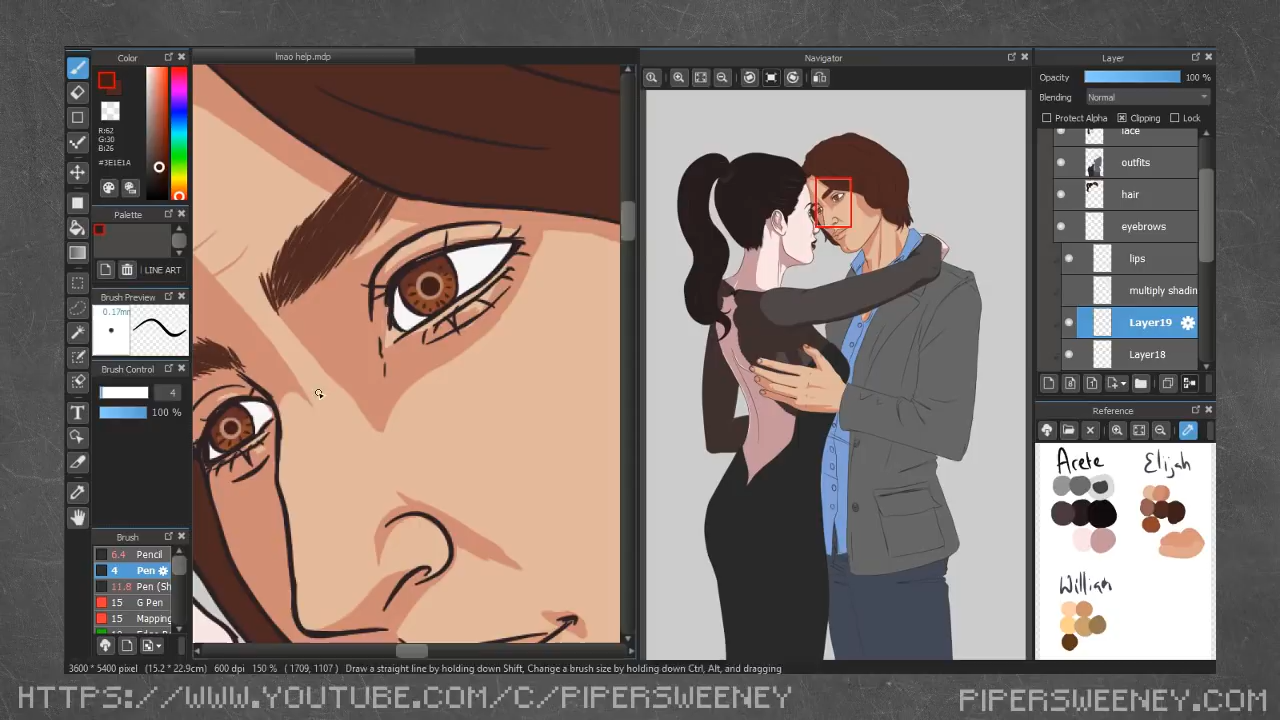 Color
lmao help.mdp
Navigator
Layer
Opacity 100 %
Blending Normal
Protect Alpha Clipping Lock
R:62
G:30
B:26
#3E1E1A
lace
outfits
hair
eyebrows
lips
multiply shadin
Layer19
Layer18
Palette
LINE ART
Brush Preview
0.17mm
Brush Control
4
100 %
Reference
Arete
Elijah
William
Brush
6.4 Pencil
4 Pen
11.8 Pen (Sh
15 G Pen
15 Mapping
3600 * 5400 pixel (15.2 * 22.9cm) 600 dpi 150 % ( 1709, 1107 ) Draw a straight line by holding down Shift, Change a brush size by holding down Ctrl, Alt, and dragging
HTTPS://WWW.YOUTUBE.COM/C/PIPERSWEENEY
PIPERSWEENEY.COM